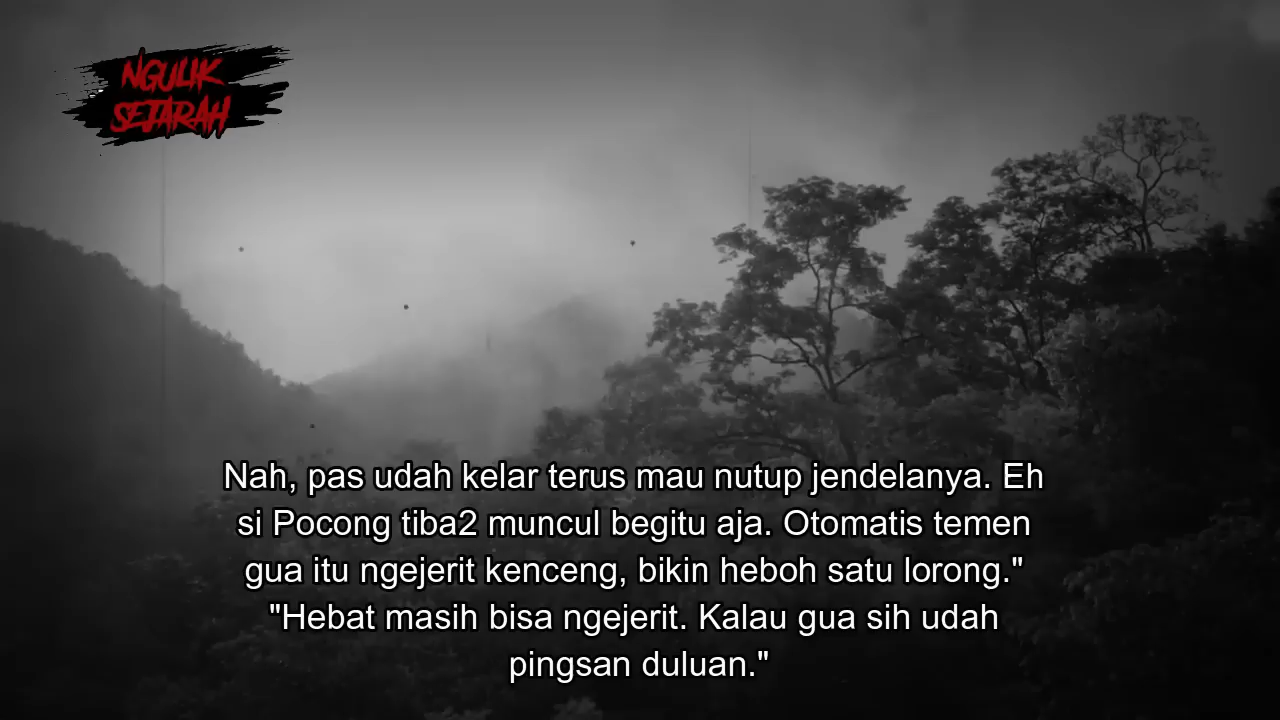 NGULIK
SEJARAH
Nah, pas udah kelar terus mau nutup jendelanya. Eh
si Pocong tiba2 muncul begitu aja. Otomatis temen
gua itu ngejerit kenceng, bikin heboh satu lorong."
"Hebat masih bisa ngejerit. Kalau gua sih udah
pingsan duluan."